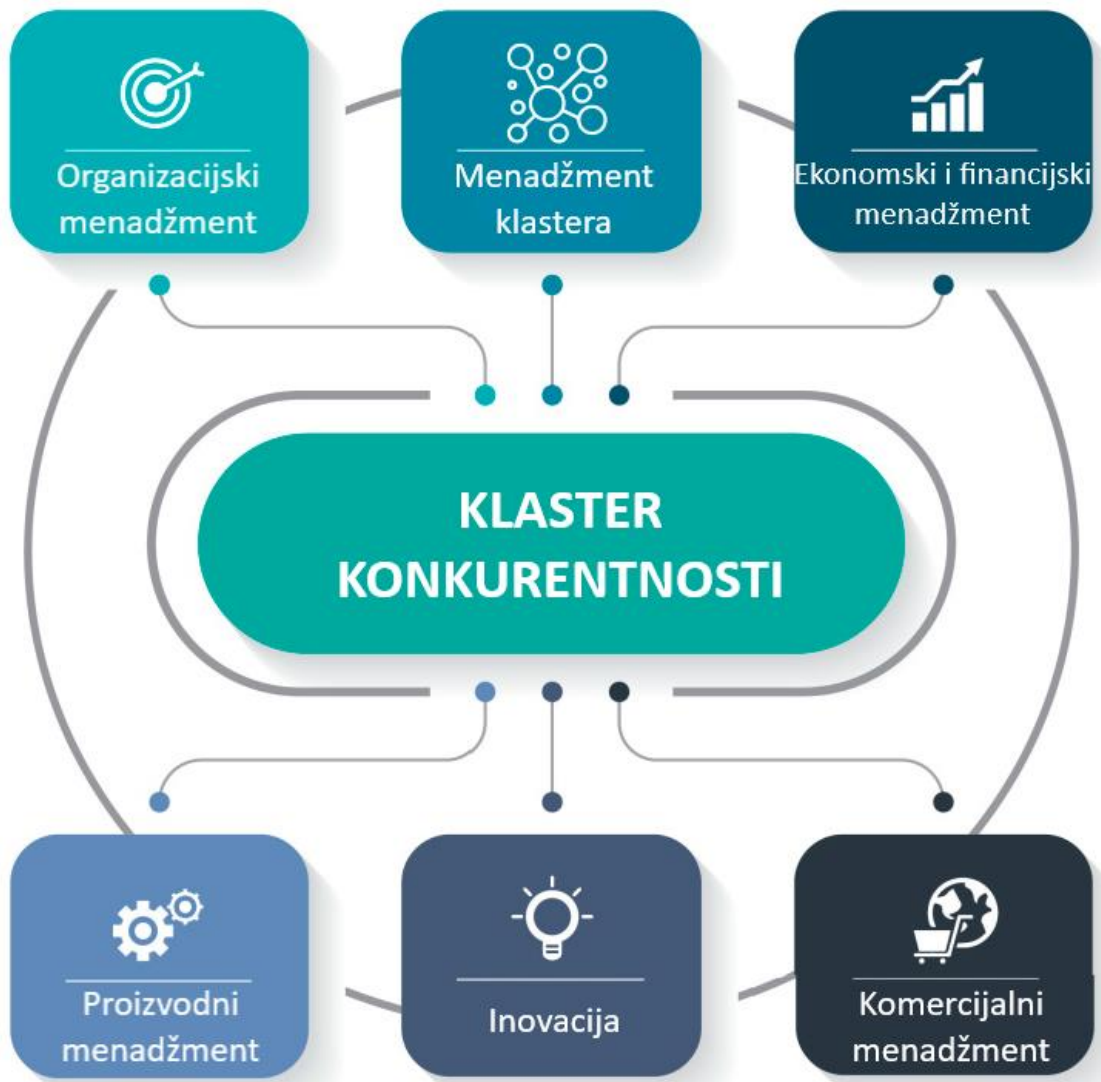 Organizacijski
menadžment
Menadžment
klastera
Ekonomski i financijski
menadžment
KLASTER
KONKURENTNOSTI
Proizvodni
menadžment
Inovacija
Komercijalni
menadžment